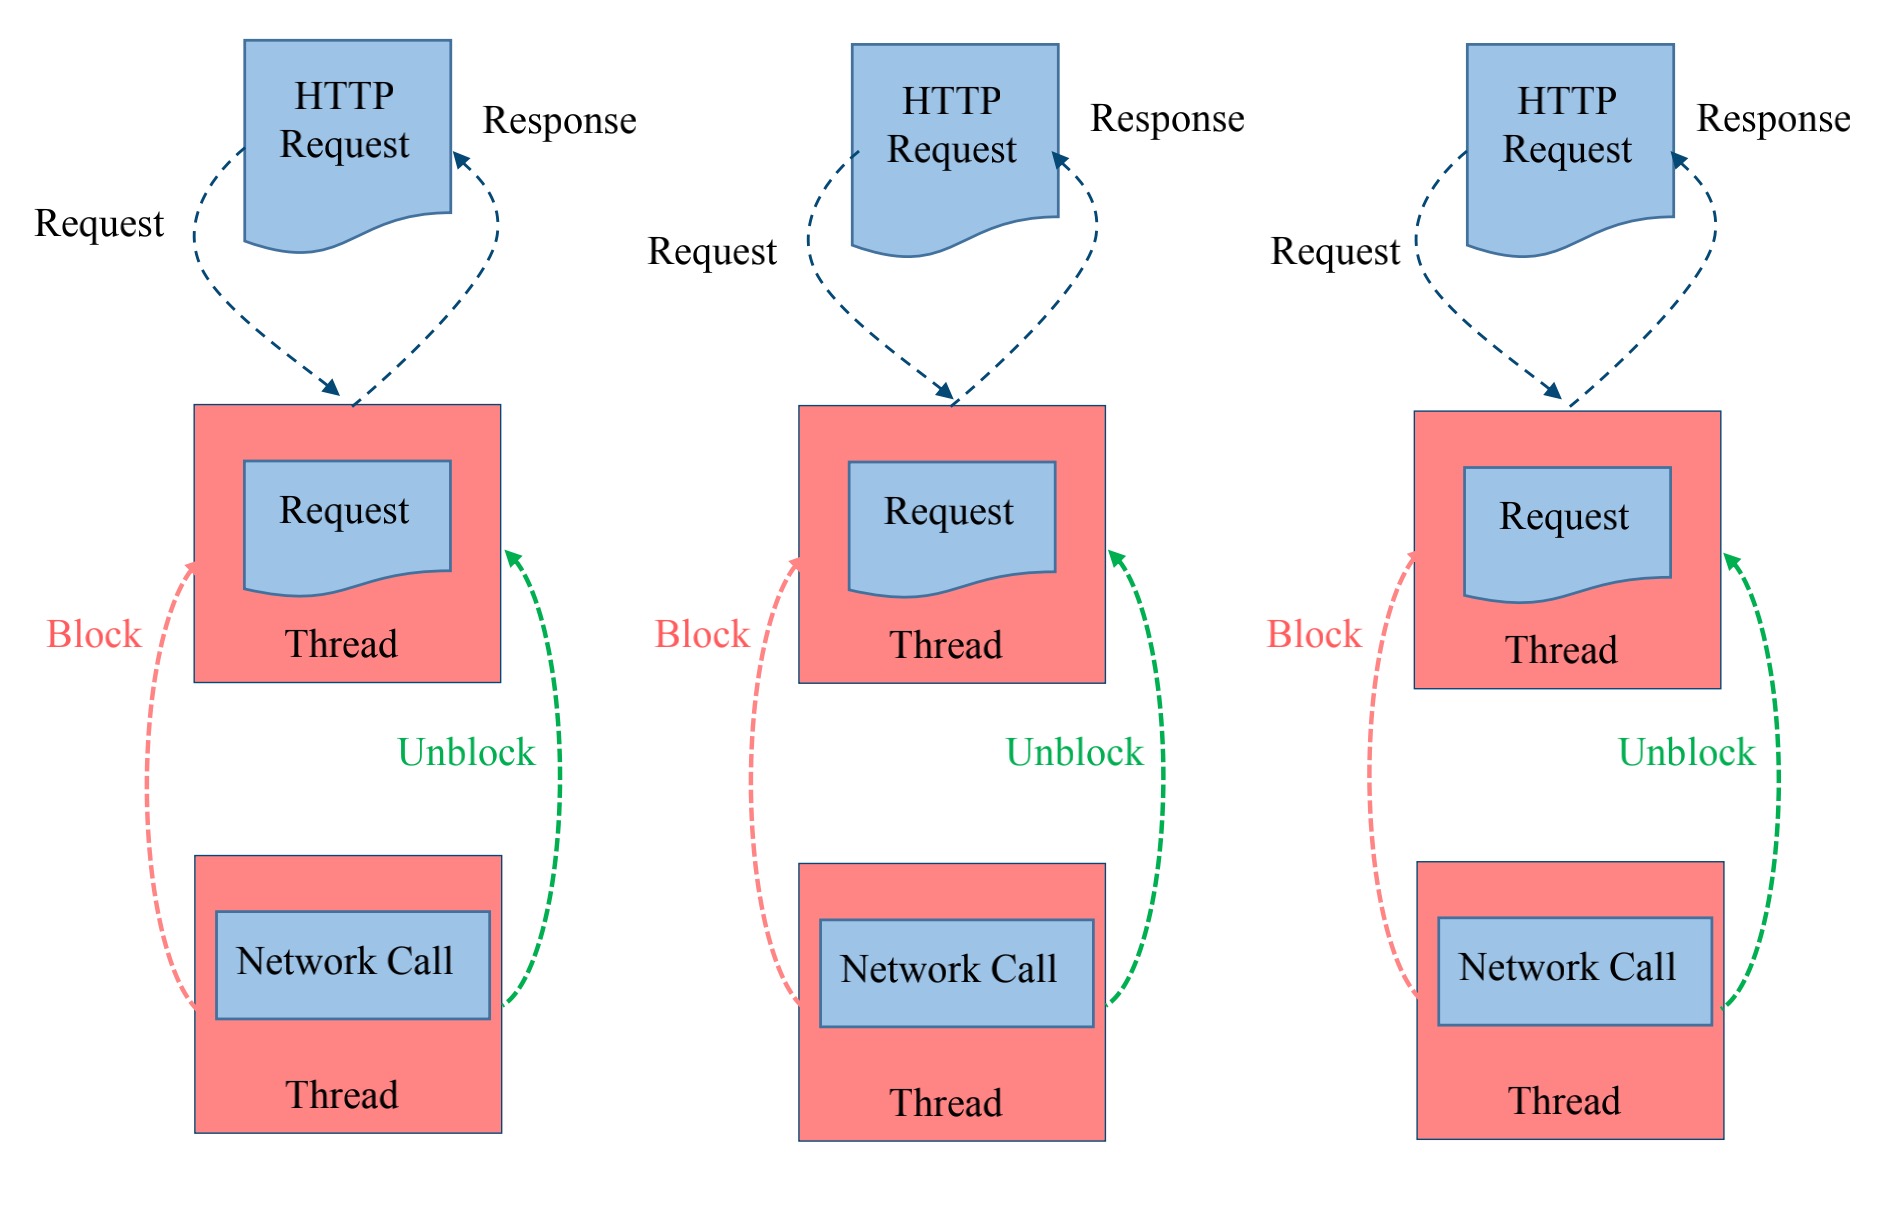 HTTP
Request
Response
Request
Request
Thread
Block
Unblock
Network Call
Thread
HTTP
Request
Response
Request
Request
Thread
Block
Unblock
Network Call
Thread
HTTP
Request
Response
Request
Request
Thread
Block
Unblock
Network Call
Thread